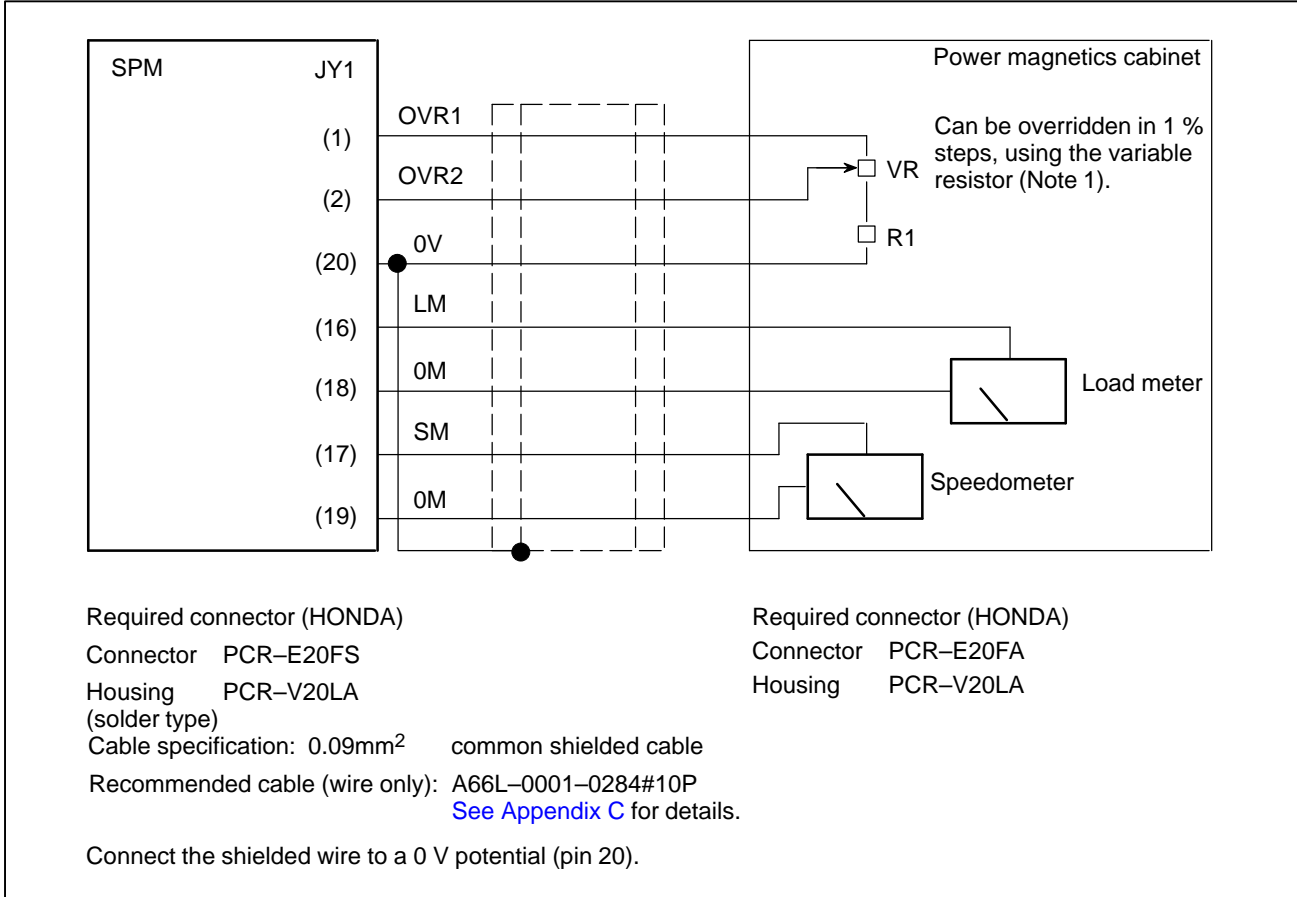 SPM JY1
Power magnetics cabinet
OVR1
(1)
Can be overridden in 1 %
steps, using the variable
resistor (Note 1).
OVR2
VR
(2)
0V
R1
(20)
LM
(16)
0M
(18)
Load meter
SM
(17)
Speedometer
0M
(19)
Required connector (HONDA)
Connector PCR–E20FS
Housing PCR–V20LA
(solder type)
Required connector (HONDA)
Connector PCR–E20FA
Housing PCR–V20LA
Cable specification: 0.09mm2 common shielded cable
Recommended cable (wire only): A66L–0001–0284#10P
See Appendix C for details.
Connect the shielded wire to a 0 V potential (pin 20).